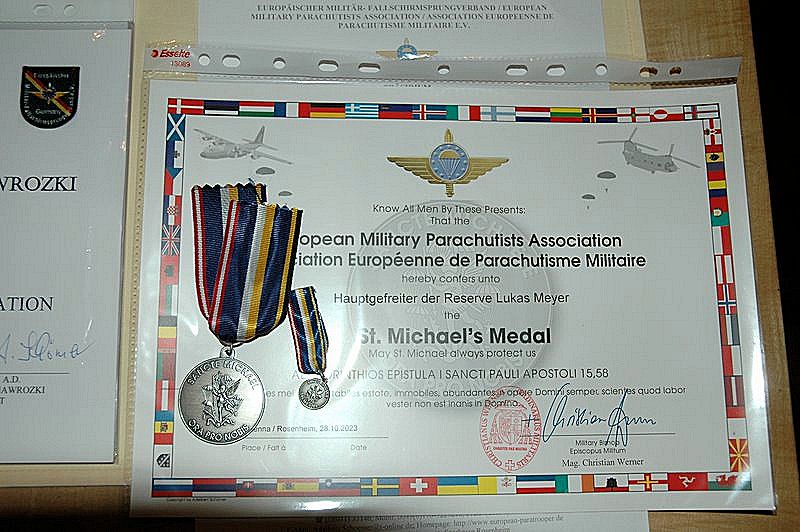 EUROPÄISCHER MILITÄR- FALLSCHIRMSPRUNGVERBAND / EUROPEAN
MILITARY PARACHUTISTS ASSOCIATION / ASSOCIATION EUROPEENNE DE
PARACHUTISME MILITAIRE E.V.
Esselte
13089
WROZKI
ATION
A.D.
AWROZKI
Know All Men By These Presents:
That the
opean Military Parachutists Association
ciation Européenne de Parachutisme Militaire
hereby confers unto
Hauptgefreiter der Reserve Lukas Meyer
the
St. Michael's Medal
May St. Michael always protect us
NTHIOS EPISTULA I SANCTI PAULI APOSTOLI 15,58
stabiles estote, immobiles, abundantes in opere Domini semper, scientes quod labor
vester non est inanis in Domino.
enna / Rosenheim, 28.10.2023
Place / Fait à
Date
Military Bishop
Episcopus Militum
Mag. Christian Werner
SANCTE MICHAEL
ORA PRO NOBIS